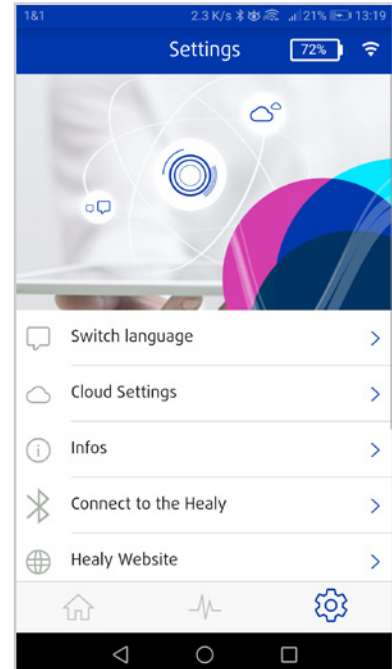 1&1 2.3 K/s 21% 13:19
Settings 72%
Switch language
Cloud Settings
Infos
Connect to the Healy
Healy Website